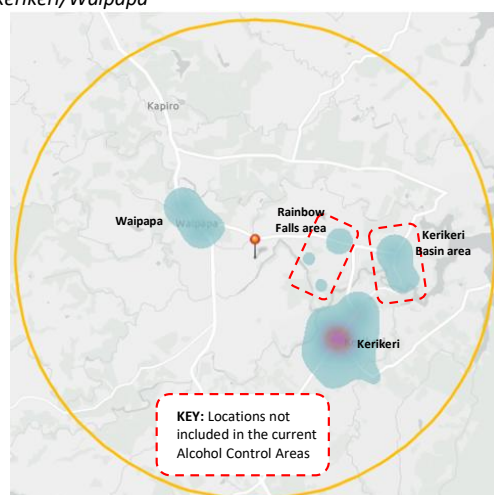 Kerikeri/Waipapa
Kapiro
Waipapa
Waipapa
Rainbow
Falls area
Kerikeri
Basin area
Kerikeri
KEY: Locations not
included in the current
Alcohol Control Areas